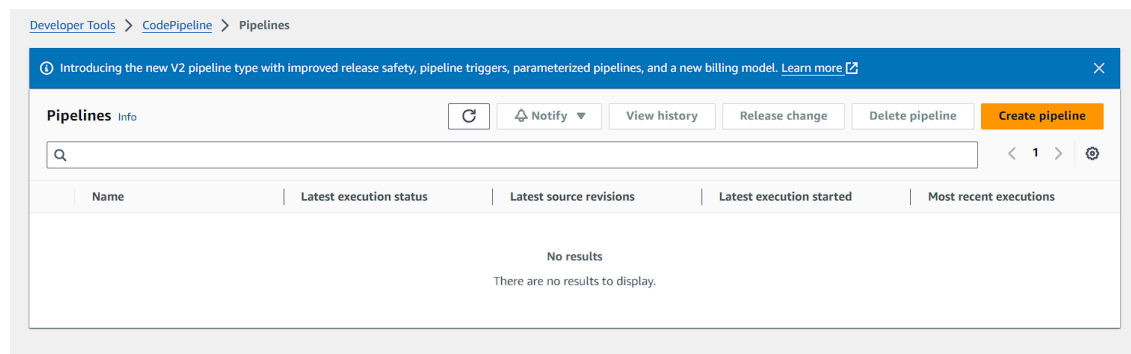 Developer Tools > CodePipeline > Pipelines
Introducing the new V2 pipeline type with improved release safety, pipeline triggers, parameterized pipelines, and a new billing model. Learn more
Pipelines Info
Notify
View history
Release change
Delete pipeline
Create pipeline
< 1 >
Name
Latest execution status
Latest source revisions
Latest execution started
Most recent executions
No results
There are no results to display.